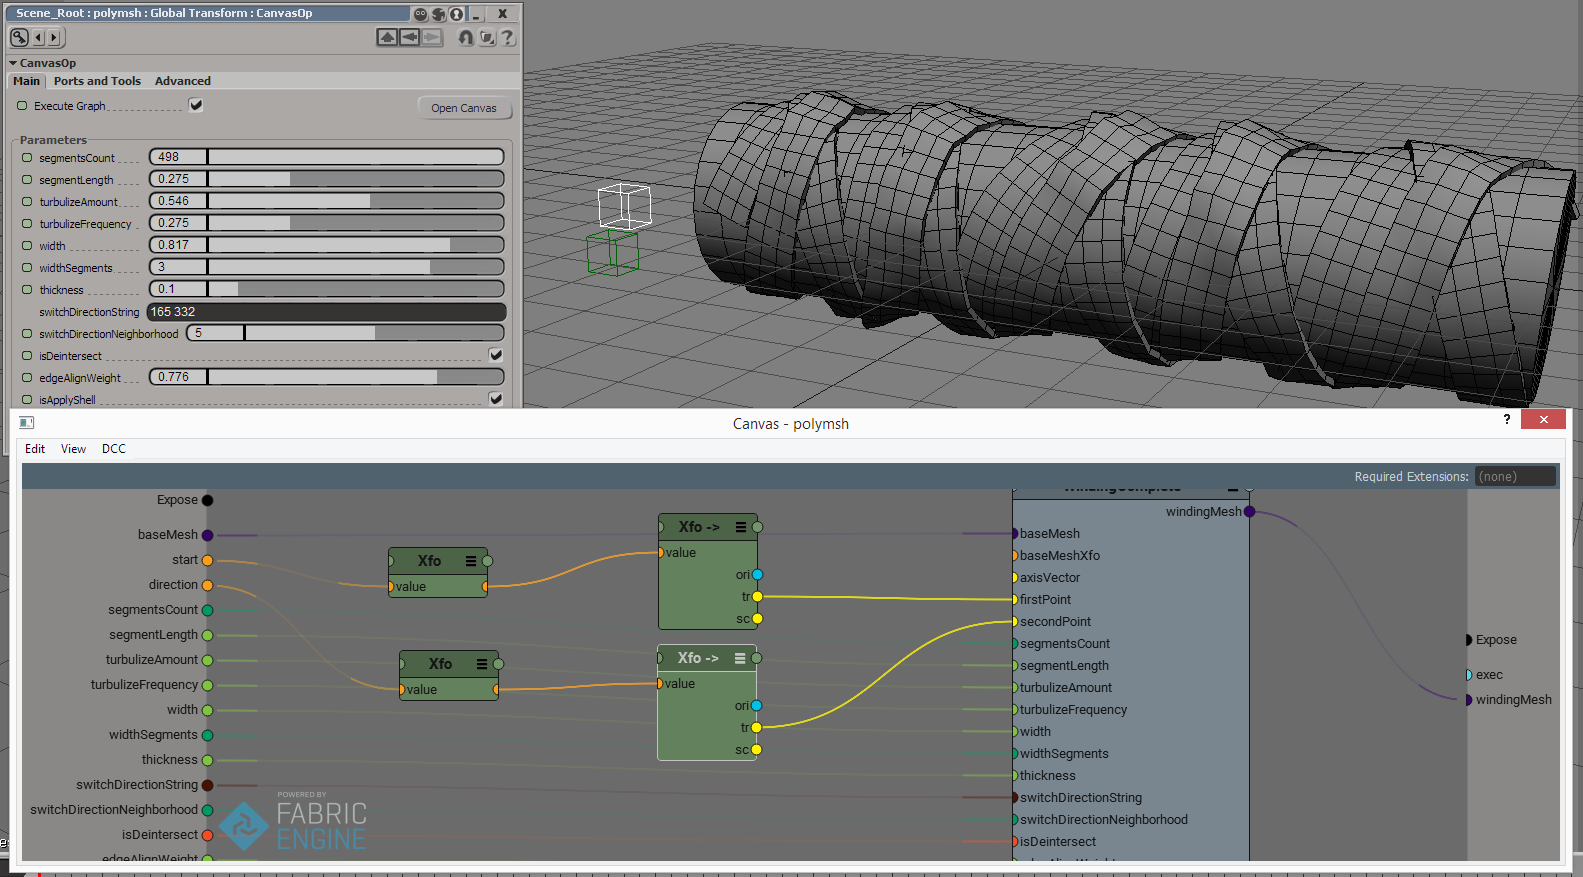 Scene_Root : polymsh : Global Transform : CanvasOp
CanvasOp
Main Ports and Tools Advanced
Execute Graph
Open Canvas
Parameters
segmentsCount 498
segmentLength 0.275
turbulizeAmount 0.546
turbulizeFrequency 0.275
width 0.817
widthSegments 3
thickness 0.1
switchDirectionString 165 332
switchDirectionNeighborhood 5
isDeintersect
edgeAlignWeight 0.776
isApplyShell
Canvas - polymsh
Edit View DCC
Required Extensions: (none)
Expose
baseMesh
start
direction
segmentsCount
segmentLength
turbulizeAmount
turbulizeFrequency
width
widthSegments
thickness
switchDirectionString
switchDirectionNeighborhood
isDeintersect
edgeAlignWeight
Xfo
value
Xfo
value
Xfo ->
value
ori
tr
sc
Xfo ->
value
ori
tr
sc
WindingComplete
windingMesh
baseMesh
baseMeshXfo
axisVector
firstPoint
secondPoint
segmentsCount
segmentLength
turbulizeAmount
turbulizeFrequency
width
widthSegments
thickness
switchDirectionString
switchDirectionNeighborhood
isDeintersect
edgeAlignWeight
Expose
exec
windingMesh
POWERED BY
FABRIC
ENGINE